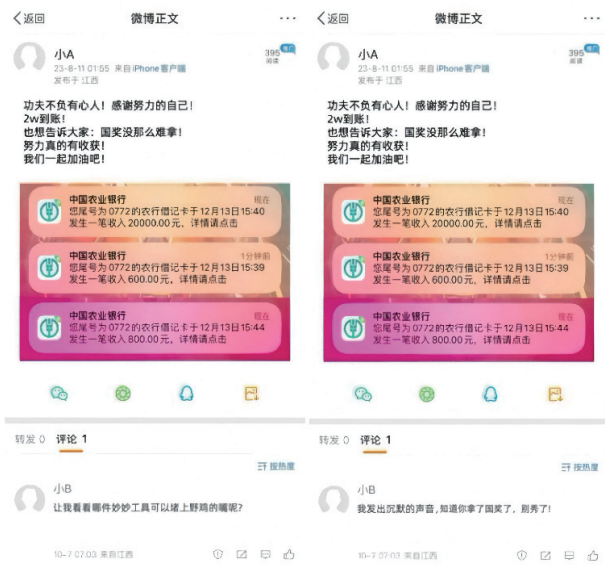 返回
微博正文
小A
23-8-11 01:55 来自 iPhone客户端
发布于 江西
395
阅读
推广
功夫不负有心人！感谢努力的自己！
2w到账！
也想告诉大家：国奖没那么难拿！
努力真的有收获！
我们一起加油吧！
中国农业银行
现在
您尾号为 0772的农行借记卡于12月13日15:40
发生一笔收入 20000.00元，详情请点击
中国农业银行
1分钟前
您尾号为 0772的农行借记卡于12月13日15:39
发生一笔收入 600.00元，详情请点击
中国农业银行
现在
您尾号为 0772的农行借记卡于12月13日15:44
发生一笔收入 800.00元，详情请点击
转发 0 评论 1
按热度
小B
让我看看哪件妙妙工具可以堵上野鸡的嘴呢？
10-7 07:03 来自江西
返回
微博正文
小A
23-8-11 01:55 来自 iPhone客户端
发布于 江西
395
阅读
推广
功夫不负有心人！感谢努力的自己！
2w到账！
也想告诉大家：国奖没那么难拿！
努力真的有收获！
我们一起加油吧！
中国农业银行
现在
您尾号为 0772的农行借记卡于12月13日15:40
发生一笔收入 20000.00元，详情请点击
中国农业银行
1分钟前
您尾号为 0772的农行借记卡于12月13日15:39
发生一笔收入 600.00元，详情请点击
中国农业银行
现在
您尾号为 0772的农行借记卡于12月13日15:44
发生一笔收入 800.00元，详情请点击
转发 0 评论 1
按热度
小B
我发出沉默的声音,知道你拿了国奖了，别秀了!
10-7 07:03 来自江西